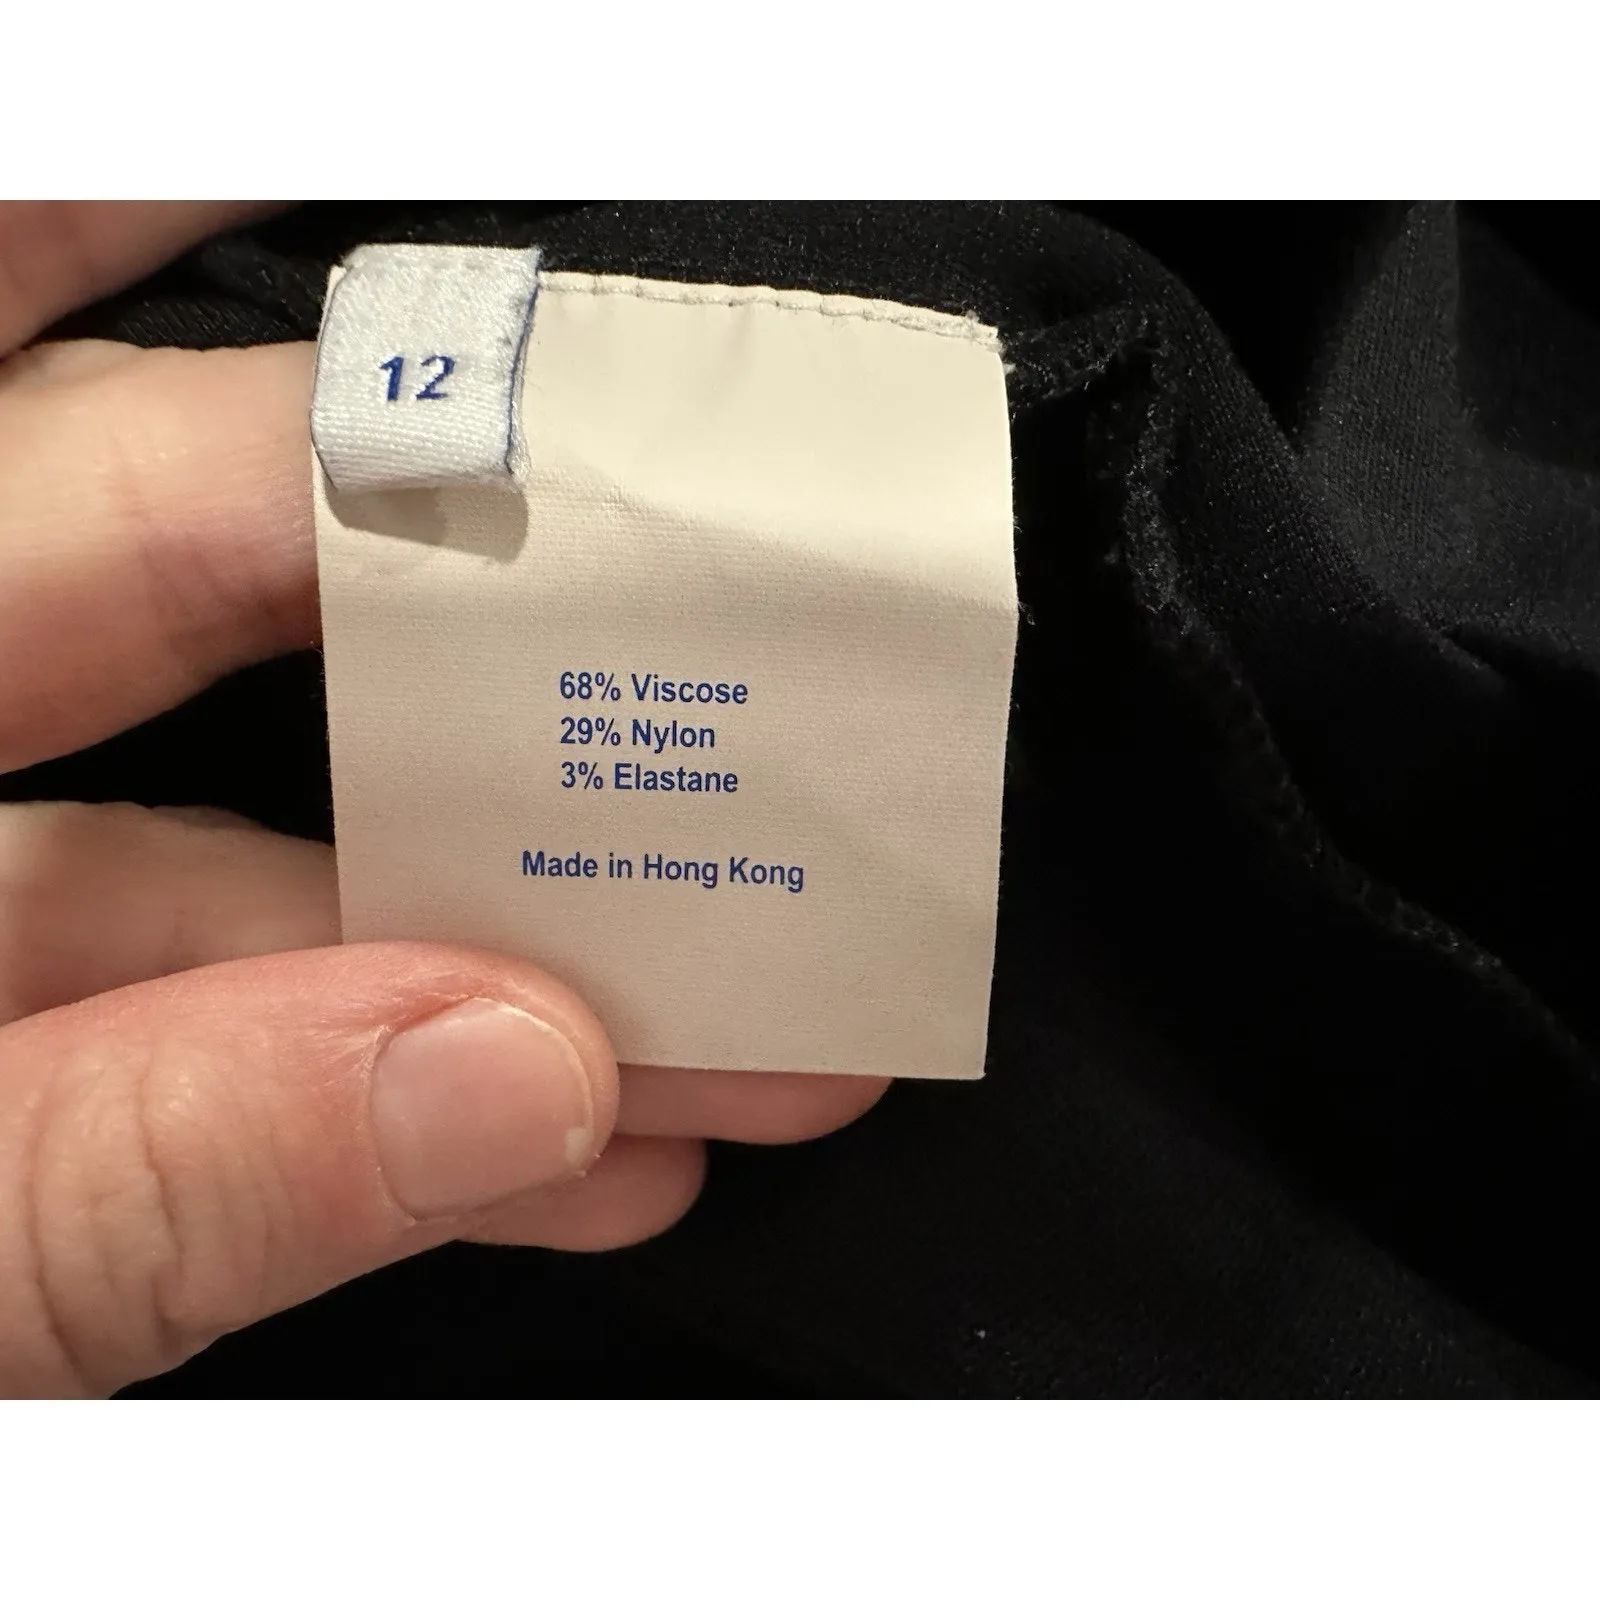 12
68% Viscose
29% Nylon
3% Elastane
Made in Hong Kong